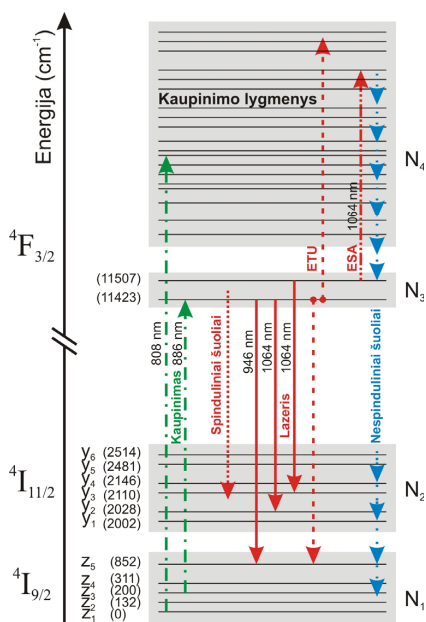 Energija (cm⁻¹)
Kaupinimo lygmenys
N₄
1064 nm
ETU
ESA
⁴F₃/₂
(11507)
(11423)
N₃
808 nm
886 nm
Kaupinimas
Spinduliniai šuoliai
946 nm
1064 nm
1064 nm
Lazeris
Nespinduliniai šuoliai
⁴I₁₁/₂
y₆ (2514)
y₅ (2481)
y₄ (2146)
y₃ (2110)
y₂ (2028)
y₁ (2002)
N₂
⁴I₉/₂
z₅ (852)
z₄ (311)
z₃ (200)
z₂ (132)
z₁ (0)
N₁